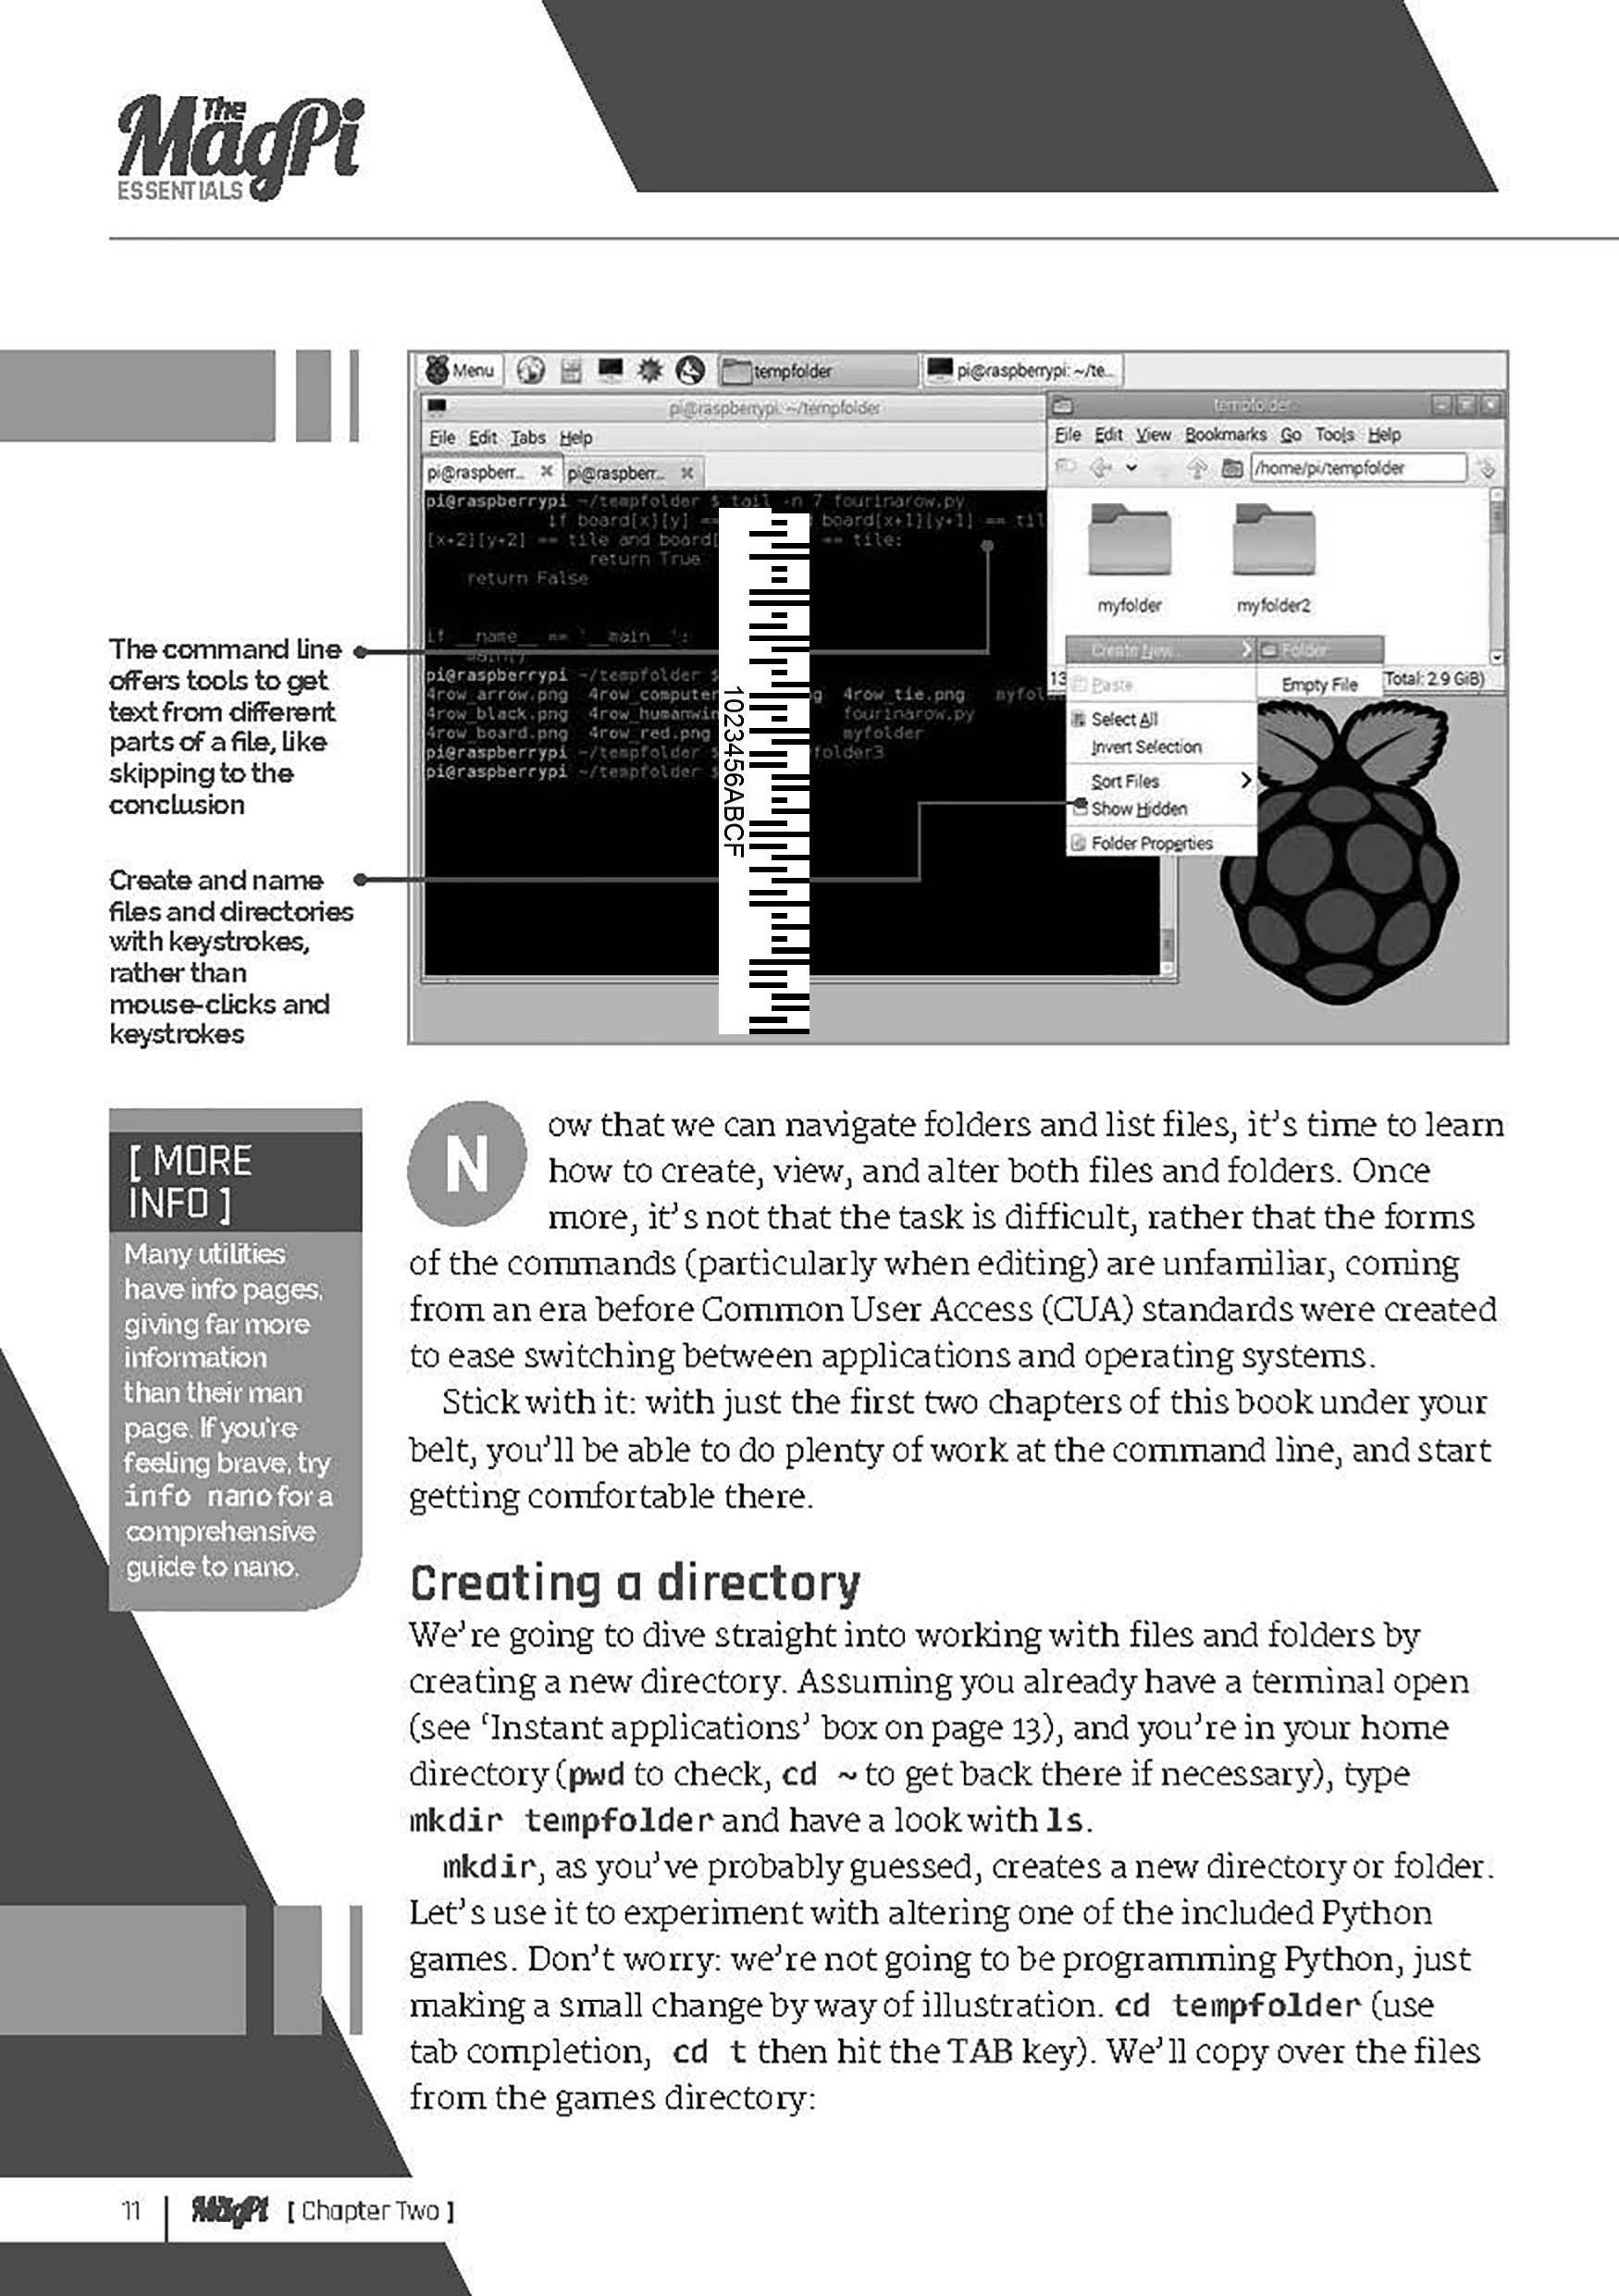 The
MagPi
ESSENTIALS
Menu
tempfolder
pi@raspberrypi: ~/te...
pi@raspberrypi: ~/tempfolder
File Edit Tabs Help
pi@raspberr... pi@raspberr...
pi@raspberrypi ~/tempfolder $ tail -n 7 fourinarow.py
if board[x][y] == board[x+1][y+1] == til
[x+2][y+2] == tile and board[ == tile:
return True
return False
if __name__ == '__main__':
main()
pi@raspberrypi ~/tempfolder $
4row_arrow.png 4row_computer g 4row_tie.png myfol
4row_black.png 4row_humanwin fourinarow.py
4row_board.png 4row_red.png myfolder
pi@raspberrypi ~/tempfolder $ folder3
pi@raspberrypi ~/tempfolder $
tempfolder
File Edit View Bookmarks Go Tools Help
/home/pi/tempfolder
myfolder myfolder2
Create New...
Folder
13
Paste
Empty File
Total: 2.9 GiB)
Select All
Invert Selection
Sort Files
Show Hidden
Folder Properties
1023456ABCF
The command line
offers tools to get
text from different
parts of a file, like
skipping to the
conclusion
Create and name
files and directories
with keystrokes,
rather than
mouse-clicks and
keystrokes
[ MORE
INFO ]
Many utilities
have info pages,
giving far more
information
than their man
page. If you're
feeling brave, try
info nano for a
comprehensive
guide to nano.
Now that we can navigate folders and list files, it's time to learn
how to create, view, and alter both files and folders. Once
more, it's not that the task is difficult, rather that the forms
of the commands (particularly when editing) are unfamiliar, coming
from an era before Common User Access (CUA) standards were created
to ease switching between applications and operating systems.
Stick with it: with just the first two chapters of this book under your
belt, you'll be able to do plenty of work at the command line, and start
getting comfortable there.
Creating a directory
We're going to dive straight into working with files and folders by
creating a new directory. Assuming you already have a terminal open
(see 'Instant applications' box on page 13), and you're in your home
directory (pwd to check, cd ~ to get back there if necessary), type
mkdir tempfolder and have a look with ls.
mkdir, as you've probably guessed, creates a new directory or folder.
Let's use it to experiment with altering one of the included Python
games. Don't worry: we're not going to be programming Python, just
making a small change by way of illustration. cd tempfolder (use
tab completion, cd t then hit the TAB key). We'll copy over the files
from the games directory:
11
MagPi
[ Chapter Two ]